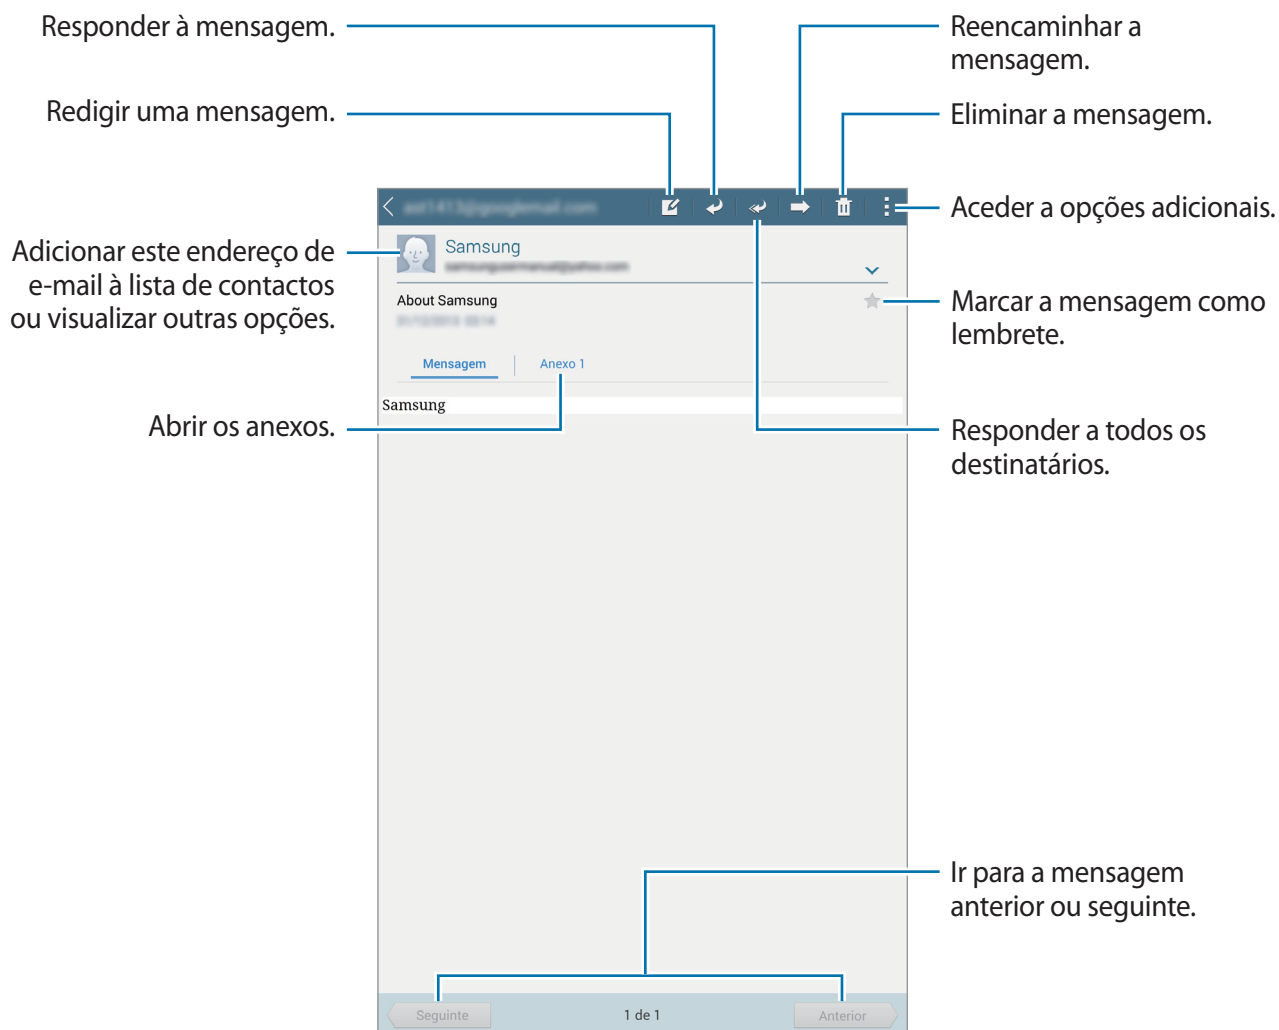 Responder à mensagem.
Redigir uma mensagem.
Adicionar este endereço de
e-mail à lista de contactos
ou visualizar outras opções.
Abrir os anexos.
Reencaminhar a
mensagem.
Eliminar a mensagem.
Aceder a opções adicionais.
Marcar a mensagem como
lembrete.
Responder a todos os
destinatários.
Ir para a mensagem
anterior ou seguinte.
Samsung
About Samsung
Mensagem
Anexo 1
Samsung
Seguinte
1 de 1
Anterior